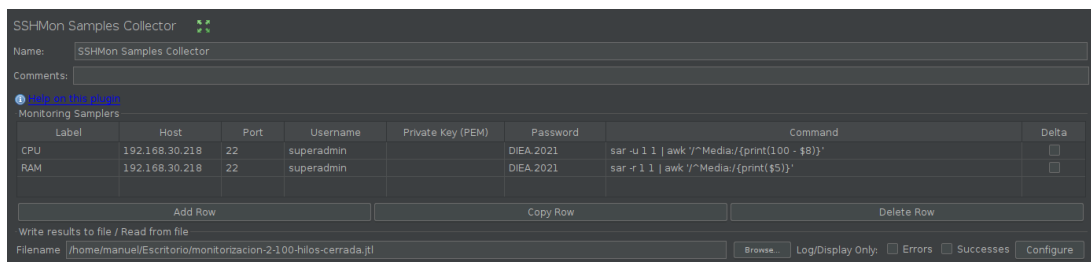 SSHMon Samples Collector
Name: SSHMon Samples Collector
Comments:
Help on this plugin
Monitoring Samplers
Label Host Port Username Private Key (PEM) Password Command Delta
CPU 192.168.30.218 22 superadmin DIEA.2021 sar -u 1 1 | awk '/^Media:/{print(100 - $8)}'
RAM 192.168.30.218 22 superadmin DIEA.2021 sar -r 1 1 | awk '/^Media:/{print($5)}'
Add Row Copy Row Delete Row
Write results to file / Read from file
Filename /home/manuel/Escritorio/monitorizacion-2-100-hilos-cerrada.jtl Browse... Log/Display Only: Errors Successes Configure